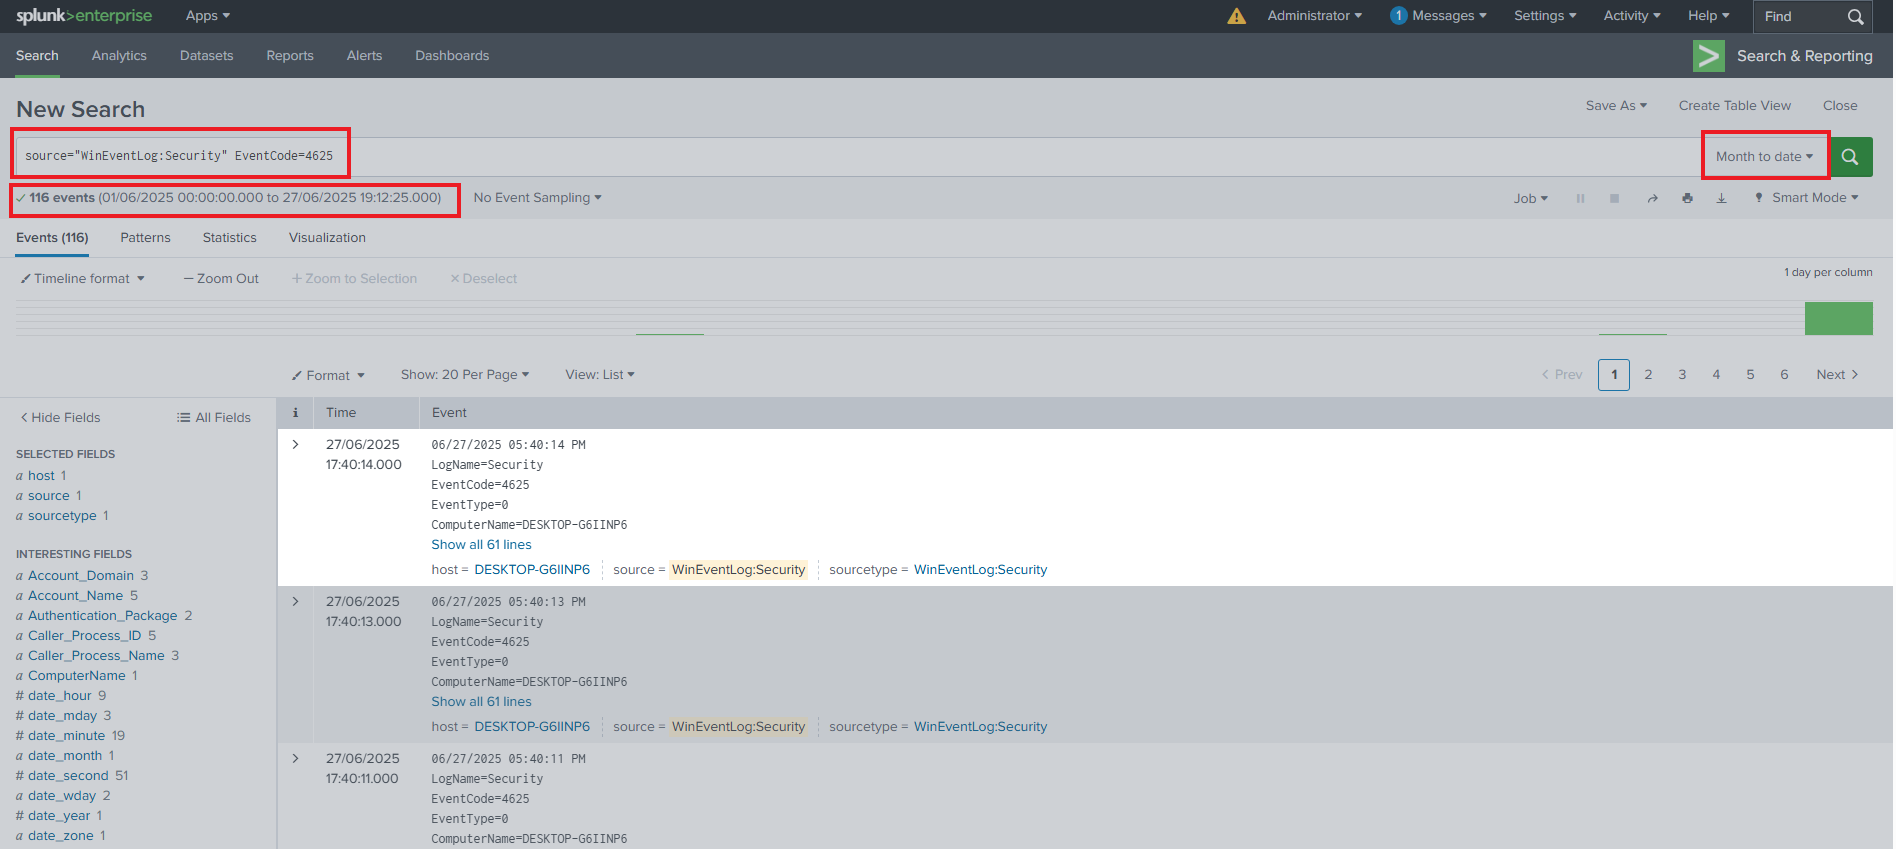 splunk>enterprise Apps Administrator 1 Messages Settings Activity Help Find
Search Analytics Datasets Reports Alerts Dashboards Search & Reporting
New Search Save As Create Table View Close
source="WinEventLog:Security" EventCode=4625 Month to date
116 events (01/06/2025 00:00:00.000 to 27/06/2025 19:12:25.000) No Event Sampling Job Smart Mode
Events (116) Patterns Statistics Visualization
Timeline format — Zoom Out + Zoom to Selection × Deselect
1 day per column
Format Show: 20 Per Page View: List < Prev 1 2 3 4 5 6 Next >
< Hide Fields All Fields
SELECTED FIELDS
a host 1
a source 1
a sourcetype 1
INTERESTING FIELDS
a Account_Domain 3
a Account_Name 5
a Authentication_Package 2
a Caller_Process_ID 5
a Caller_Process_Name 3
a ComputerName 1
# date_hour 9
# date_mday 3
# date_minute 19
a date_month 1
# date_second 51
a date_wday 2
# date_year 1
a date_zone 1
i Time Event
> 27/06/2025 06/27/2025 05:40:14 PM
17:40:14.000 LogName=Security
EventCode=4625
EventType=0
ComputerName=DESKTOP-G6IINP6
Show all 61 lines
host = DESKTOP-G6IINP6 source = WinEventLog:Security sourcetype = WinEventLog:Security
> 27/06/2025 06/27/2025 05:40:13 PM
17:40:13.000 LogName=Security
EventCode=4625
EventType=0
ComputerName=DESKTOP-G6IINP6
Show all 61 lines
host = DESKTOP-G6IINP6 source = WinEventLog:Security sourcetype = WinEventLog:Security
> 27/06/2025 06/27/2025 05:40:11 PM
17:40:11.000 LogName=Security
EventCode=4625
EventType=0
ComputerName=DESKTOP-G6IINP6